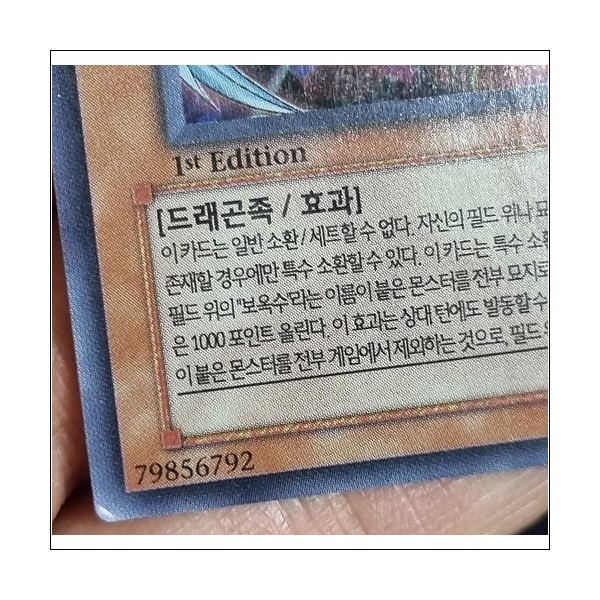 1st Edition
[드래곤족 / 효과]
이 카드는 일반 소환 / 세트할 수 없다. 자신의 필드 위나 묘
존재할 경우에만 특수 소환할 수 있다. 이 카드는 특수 소환
필드 위의 "보옥수"라는 이름이 붙은 몬스터를 전부 묘지로
은 1000 포인트 올린다. 이 효과는 상대 턴에도 발동할 수
이 붙은 몬스터를 전부 게임에서 제외하는 것으로, 필드
79856792